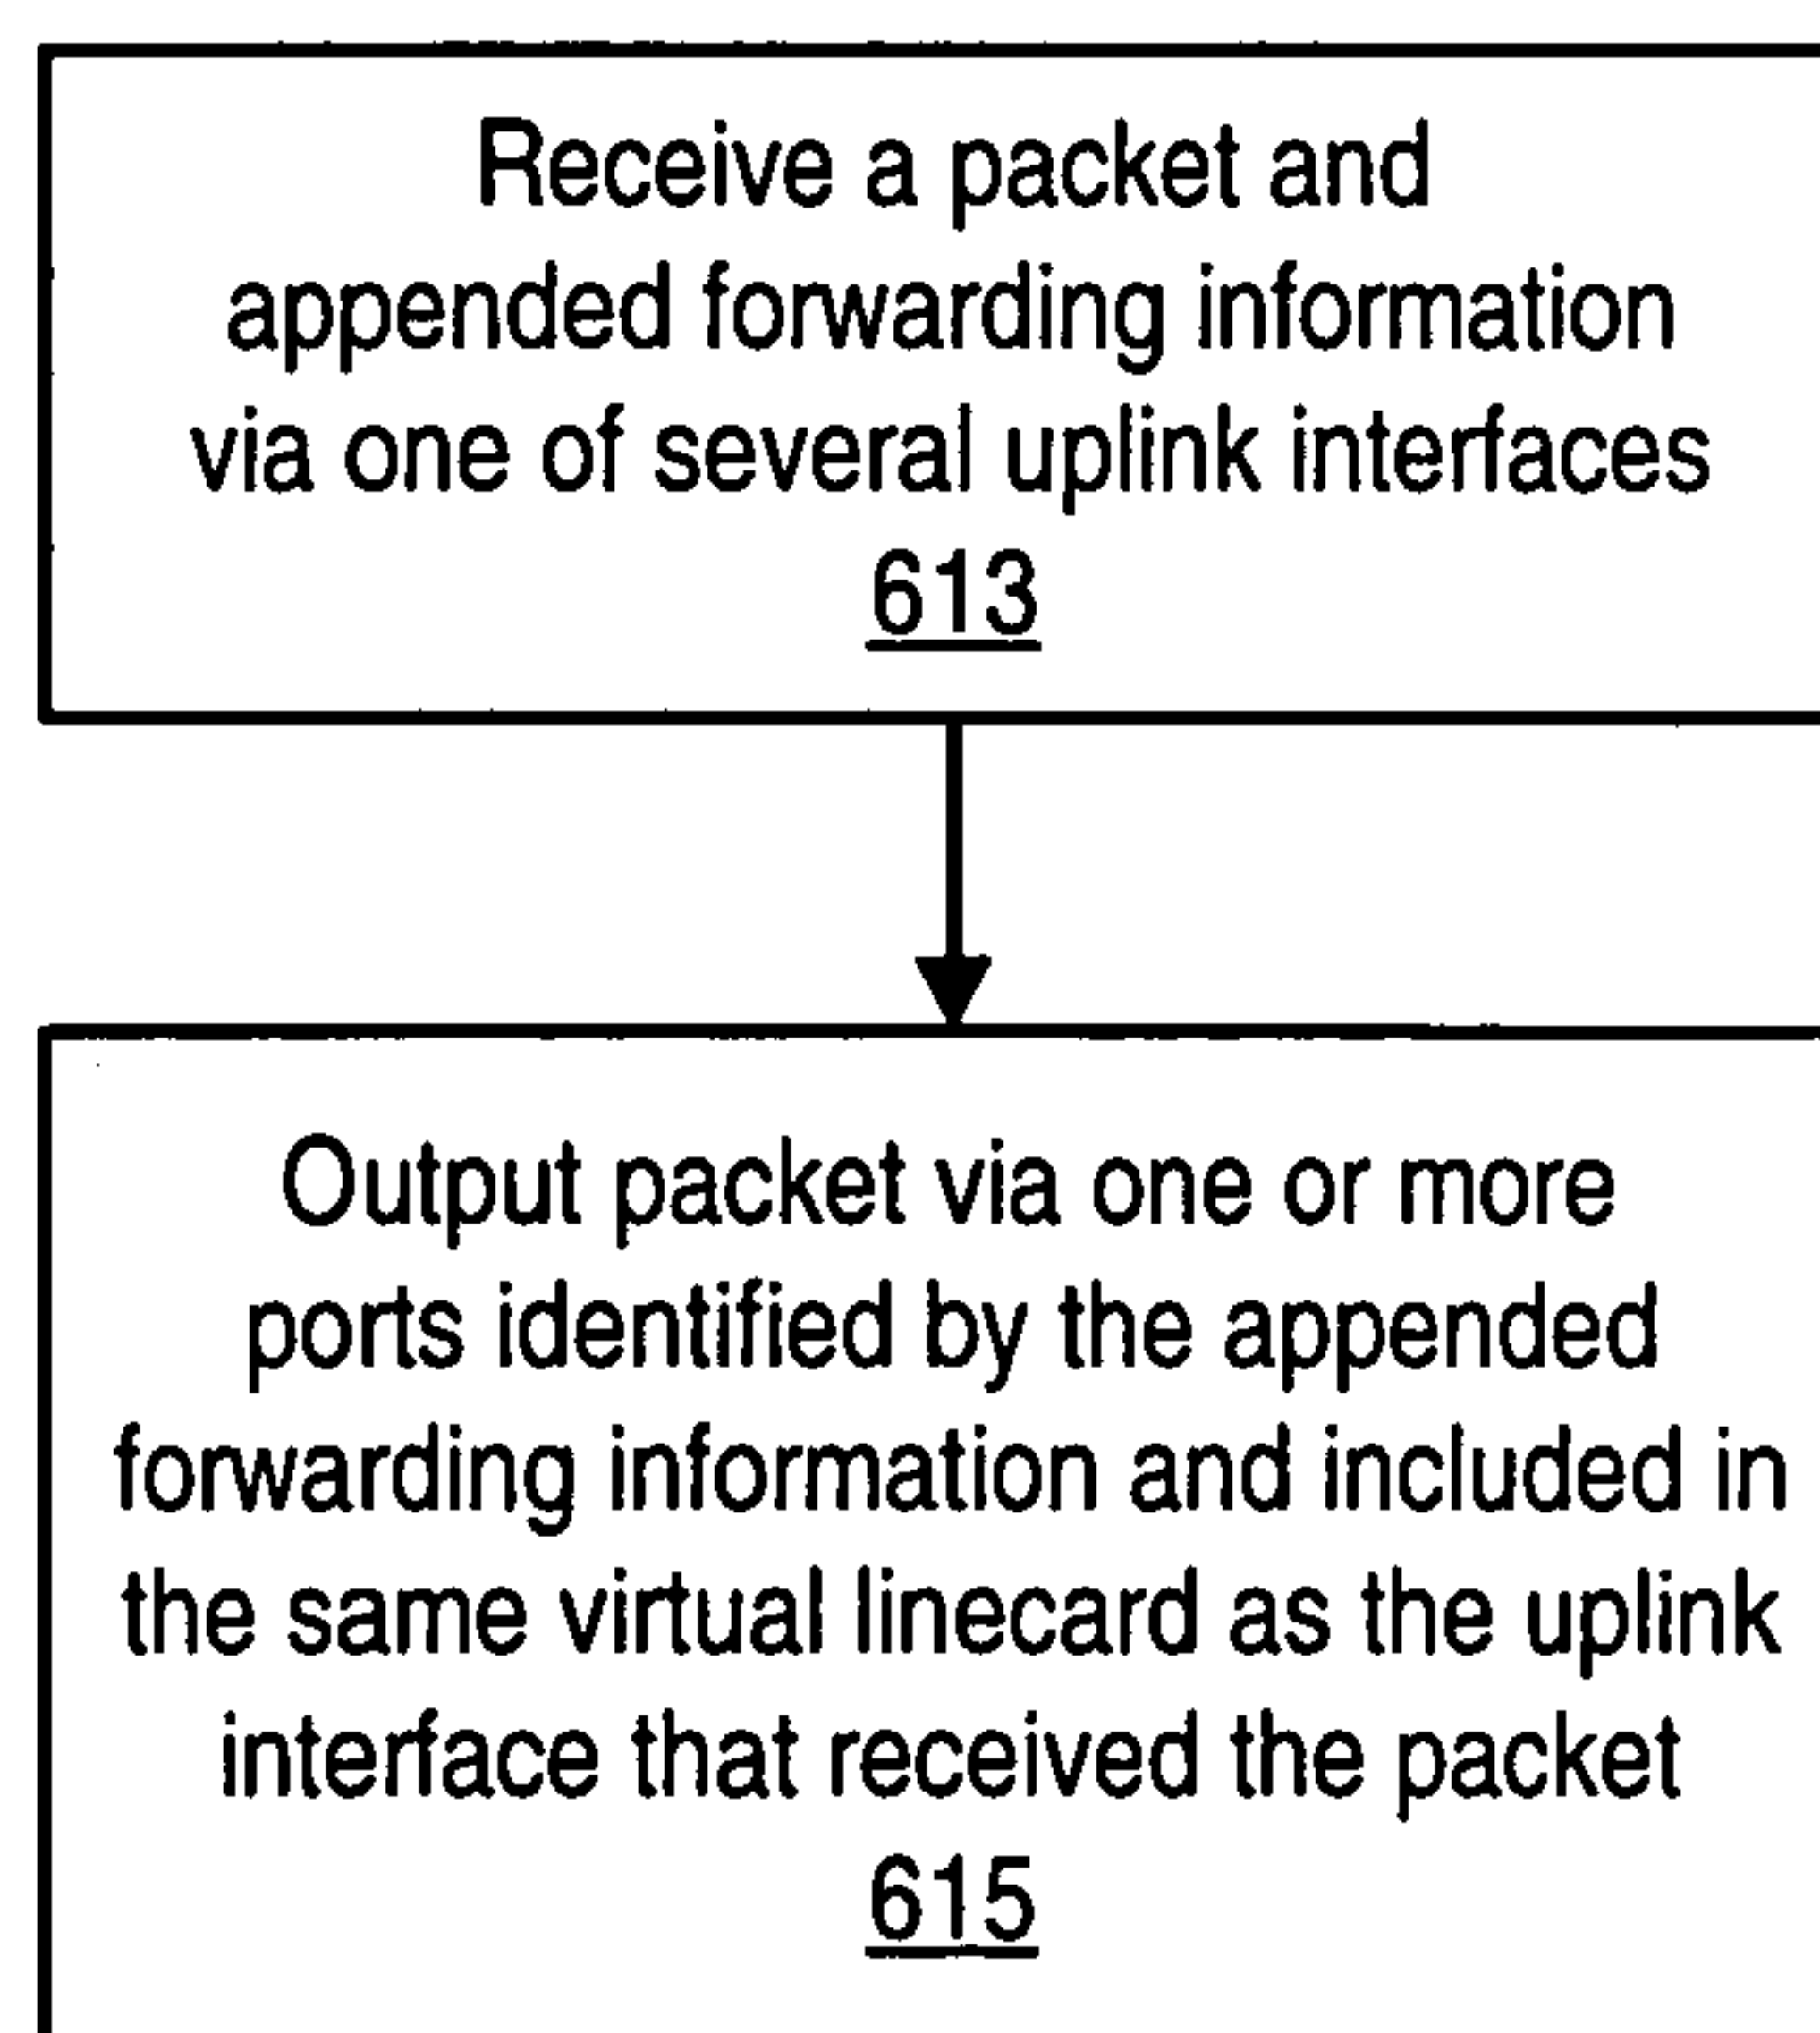 Receive a packet and
appended forwarding information
via one of several uplink interfaces
613
Output packet via one or more
ports identified by the appended
forwarding information and included in
the same virtual linecard as the uplink
interface that received the packet
615